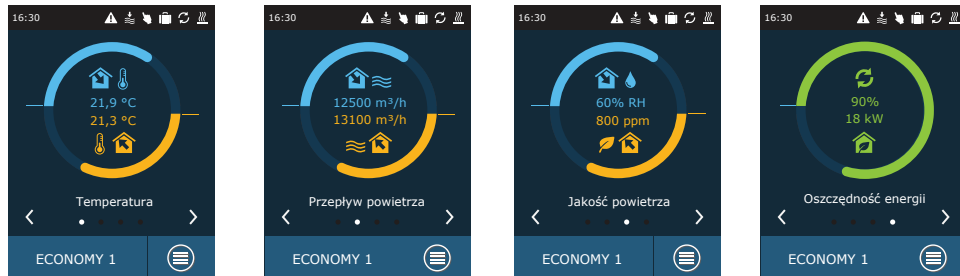 16:30
21,9 °C
21,3 °C
Temperatura
ECONOMY 1
16:30
12500 m³/h
13100 m³/h
Przepływ powietrza
ECONOMY 1
16:30
60% RH
800 ppm
Jakość powietrza
ECONOMY 1
16:30
90%
18 kW
Oszczędność energii
ECONOMY 1